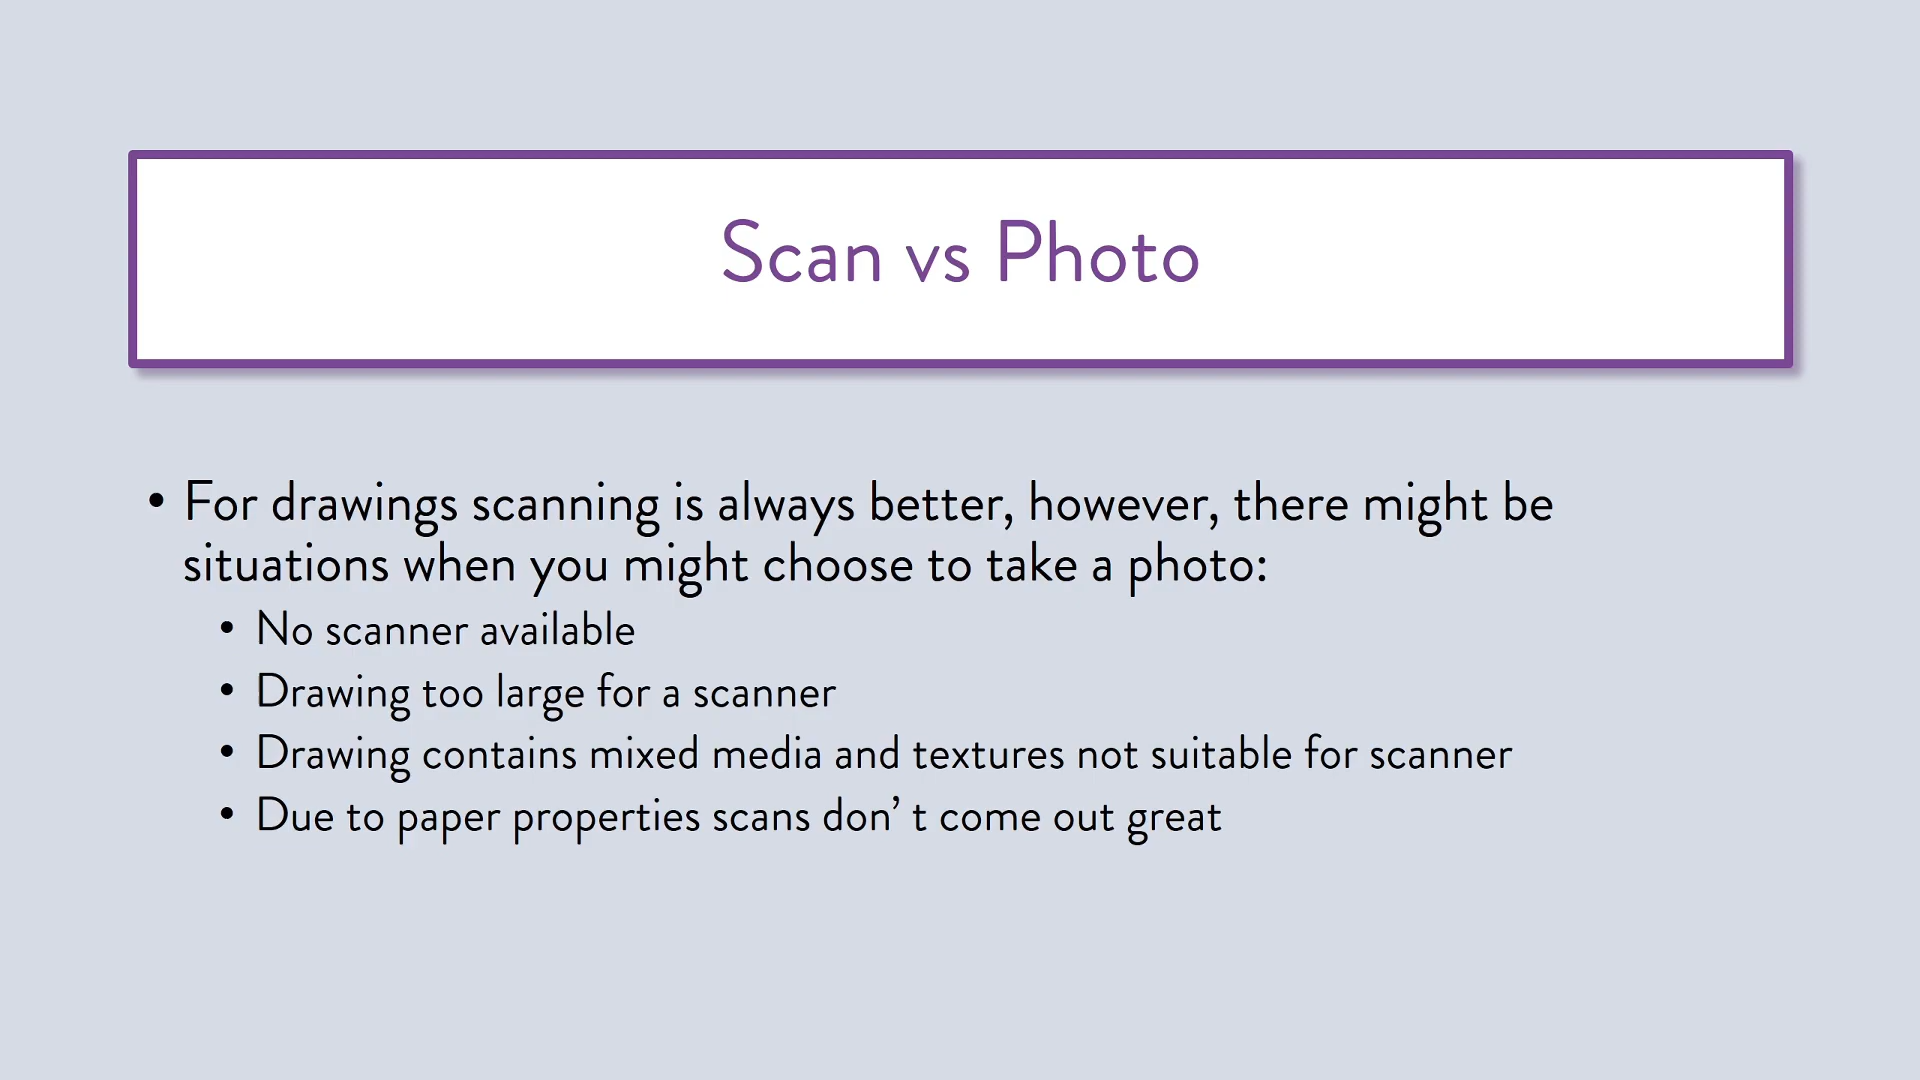 Scan vs Photo
• For drawings scanning is always better, however, there might be
situations when you might choose to take a photo:
• No scanner available
• Drawing too large for a scanner
• Drawing contains mixed media and textures not suitable for scanner
• Due to paper properties scans don’ t come out great